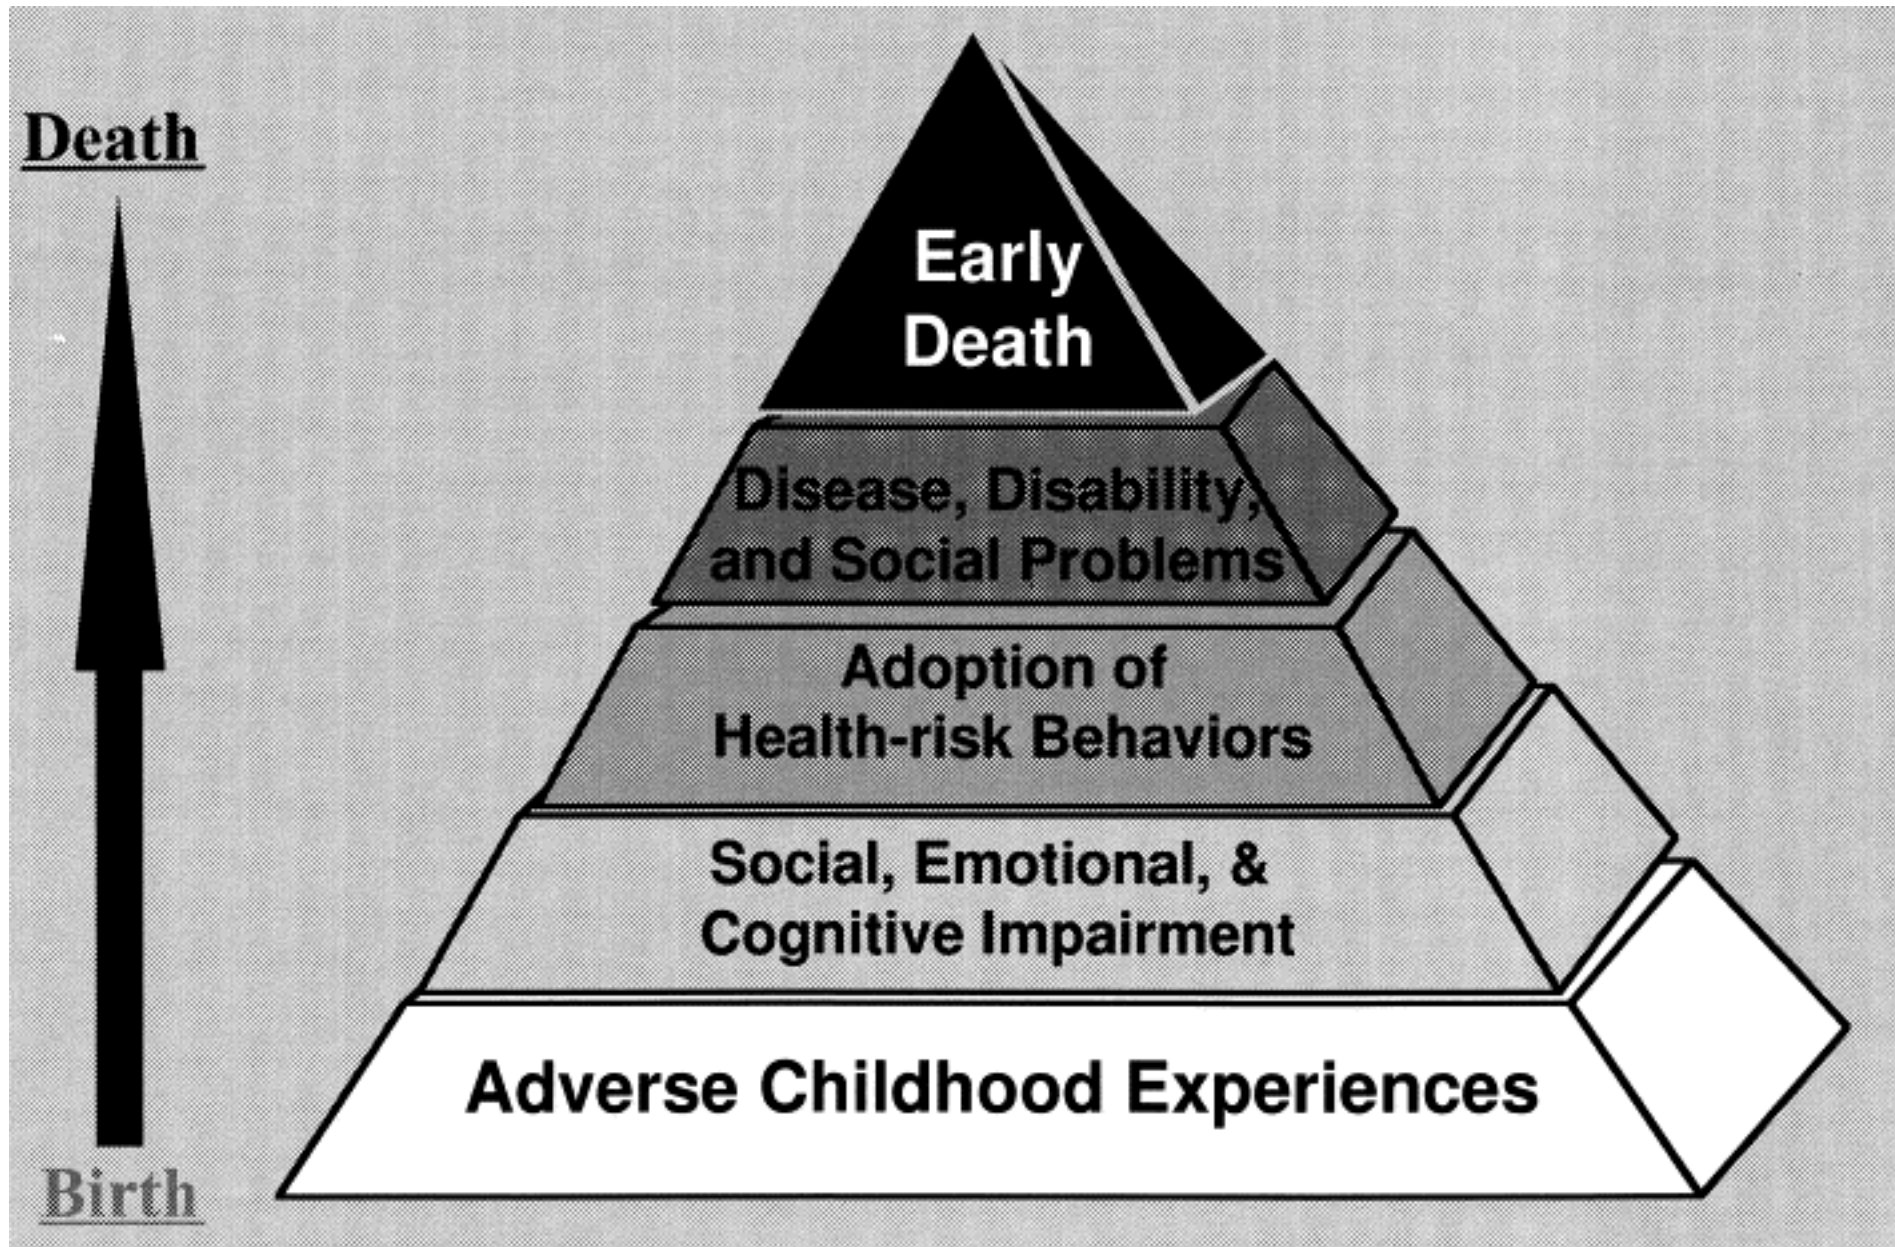 Death
Early
Death
Disease, Disability,
and Social Problems
Adoption of
Health-risk Behaviors
Social, Emotional, &
Cognitive Impairment
Adverse Childhood Experiences
Birth